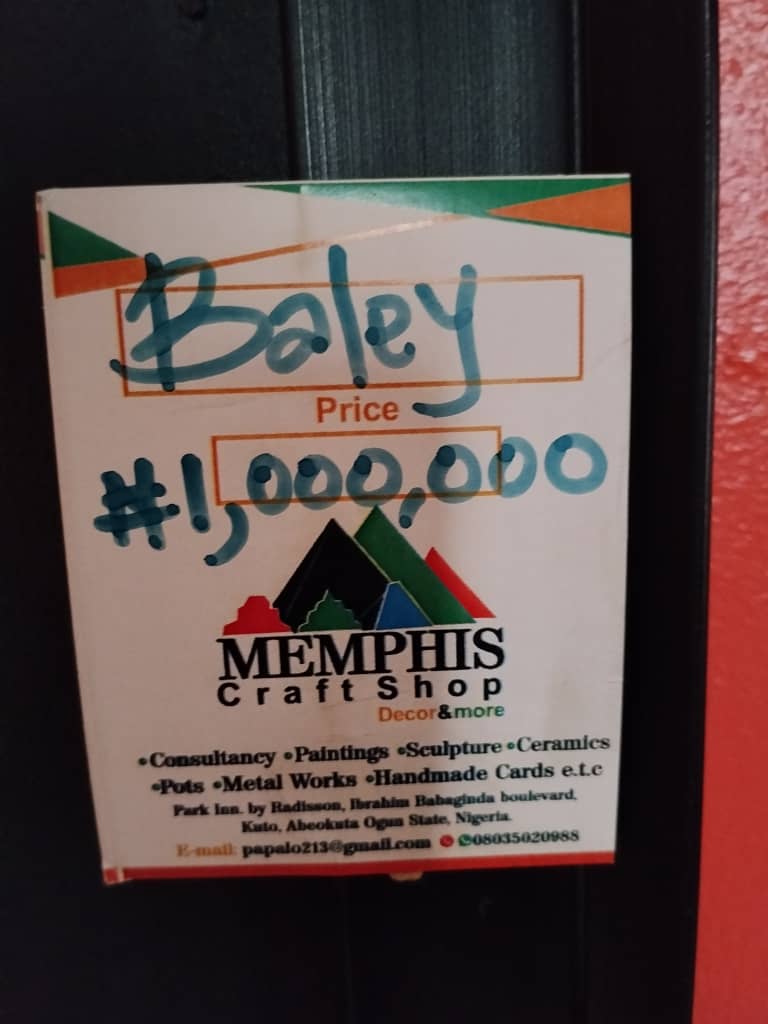 Baley
Price
#1,000,000
MEMPHIS
Craft Shop
Decor&more
•Consultancy •Paintings •Sculpture •Ceramics
•Pots •Metal Works •Handmade Cards e.t.c
Park Inn. by Radisson, Ibrahim Babaginda boulevard,
Kuto, Abeokuta Ogun State, Nigeria.
E-mail: papalo213@gmail.com 08035020988